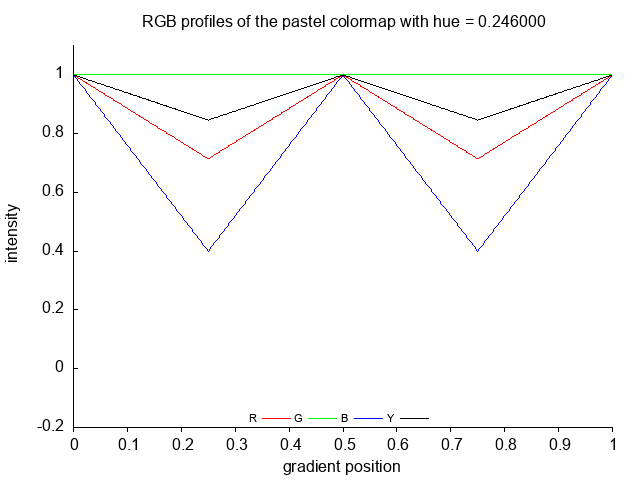 RGB profiles of the pastel colormap with hue = 0.246000
1
0.8
0.6
0.4
0.2
0
-0.2
intensity
R G B Y
0 0.1 0.2 0.3 0.4 0.5 0.6 0.7 0.8 0.9 1
gradient position